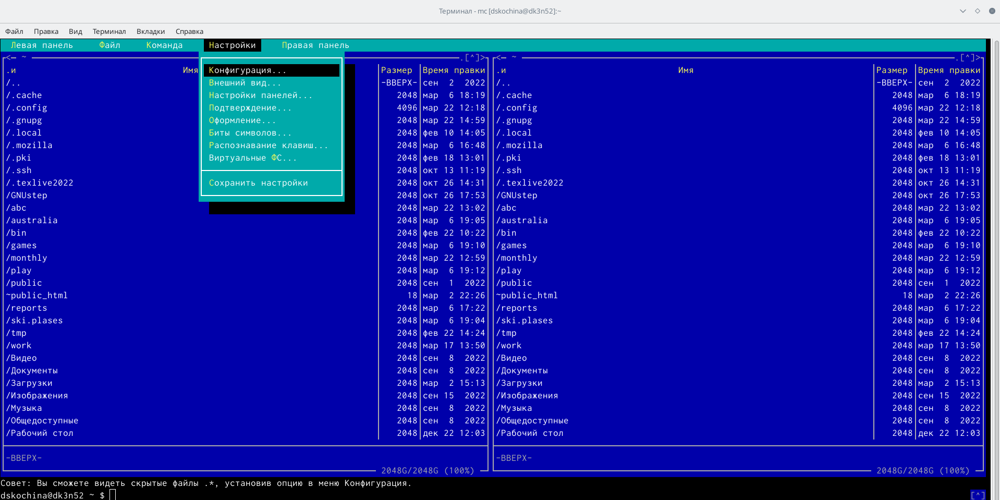 Терминал - mc [dskochina@dk3n52]:~
Файл Правка Вид Терминал Вкладки Справка
Левая панель Файл Команда Настройки Правая панель
<─ ~ .[^]> <─ ~ .[^]>
.и Имя Размер Время правки .и Имя Размер Время правки
Конфигурация...
Внешний вид...
Настройки панелей...
Подтверждение...
Оформление...
Биты символов...
Распознавание клавиш...
Виртуальные ФС...
Сохранить настройки
/.. -ВВЕРХ- сен 2 2022 /.. -ВВЕРХ- сен 2 2022
/.cache 2048 мар 6 18:19 /.cache 2048 мар 6 18:19
/.config 4096 мар 22 12:18 /.config 4096 мар 22 12:18
/.gnupg 2048 мар 22 14:59 /.gnupg 2048 мар 22 14:59
/.local 2048 фев 10 14:05 /.local 2048 фев 10 14:05
/.mozilla 2048 мар 6 16:48 /.mozilla 2048 мар 6 16:48
/.pki 2048 фев 18 13:01 /.pki 2048 фев 18 13:01
/.ssh 2048 окт 13 11:19 /.ssh 2048 окт 13 11:19
/.texlive2022 2048 окт 26 14:31 /.texlive2022 2048 окт 26 14:31
/GNUstep 2048 окт 26 17:53 /GNUstep 2048 окт 26 17:53
/abc 2048 мар 22 13:02 /abc 2048 мар 22 13:02
/australia 2048 мар 6 19:05 /australia 2048 мар 6 19:05
/bin 2048 фев 22 10:22 /bin 2048 фев 22 10:22
/games 2048 мар 6 19:10 /games 2048 мар 6 19:10
/monthly 2048 мар 22 12:59 /monthly 2048 мар 22 12:59
/play 2048 мар 6 19:12 /play 2048 мар 6 19:12
/public 2048 сен 1 2022 /public 2048 сен 1 2022
~public_html 18 мар 2 22:26 ~public_html 18 мар 2 22:26
/reports 2048 мар 6 17:22 /reports 2048 мар 6 17:22
/ski.plases 2048 мар 6 19:04 /ski.plases 2048 мар 6 19:04
/tmp 2048 фев 22 14:24 /tmp 2048 фев 22 14:24
/work 2048 мар 17 13:50 /work 2048 мар 17 13:50
/Видео 2048 сен 8 2022 /Видео 2048 сен 8 2022
/Документы 2048 сен 8 2022 /Документы 2048 сен 8 2022
/Загрузки 2048 мар 2 15:13 /Загрузки 2048 мар 2 15:13
/Изображения 2048 сен 15 2022 /Изображения 2048 сен 15 2022
/Музыка 2048 сен 8 2022 /Музыка 2048 сен 8 2022
/Общедоступные 2048 сен 8 2022 /Общедоступные 2048 сен 8 2022
/Рабочий стол 2048 дек 22 12:03 /Рабочий стол 2048 дек 22 12:03
-ВВЕРХ- -ВВЕРХ-
2048G/2048G (100%) 2048G/2048G (100%)
Совет: Вы сможете видеть скрытые файлы .*, установив опцию в меню Конфигурация.
dskochina@dk3n52 ~ $ [^]